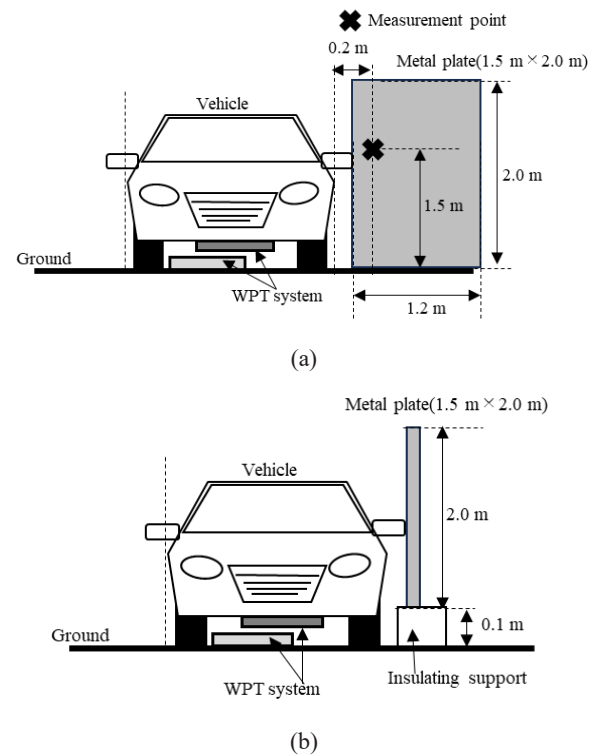 Measurement point
0.2 m
Metal plate(1.5 m×2.0 m)
Vehicle
2.0 m
1.5 m
Ground
WPT system
1.2 m
(a)
Metal plate(1.5 m×2.0 m)
Vehicle
2.0 m
0.1 m
Ground
WPT system
Insulating support
(b)